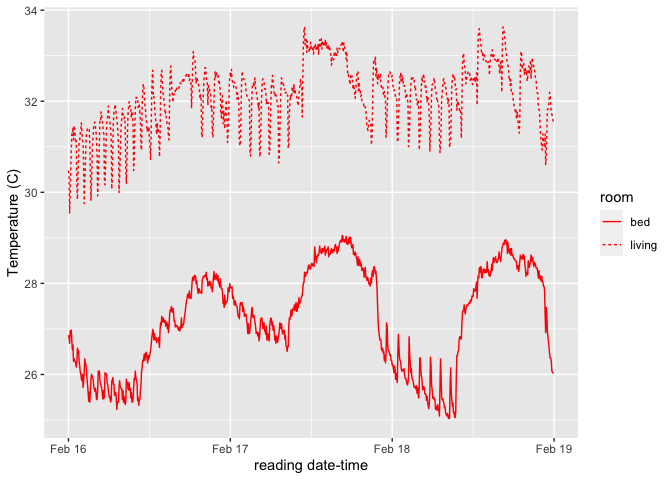 34
32
30
28
26
Temperature (C)
Feb 16
Feb 17
Feb 18
Feb 19
reading date-time
room
bed
living